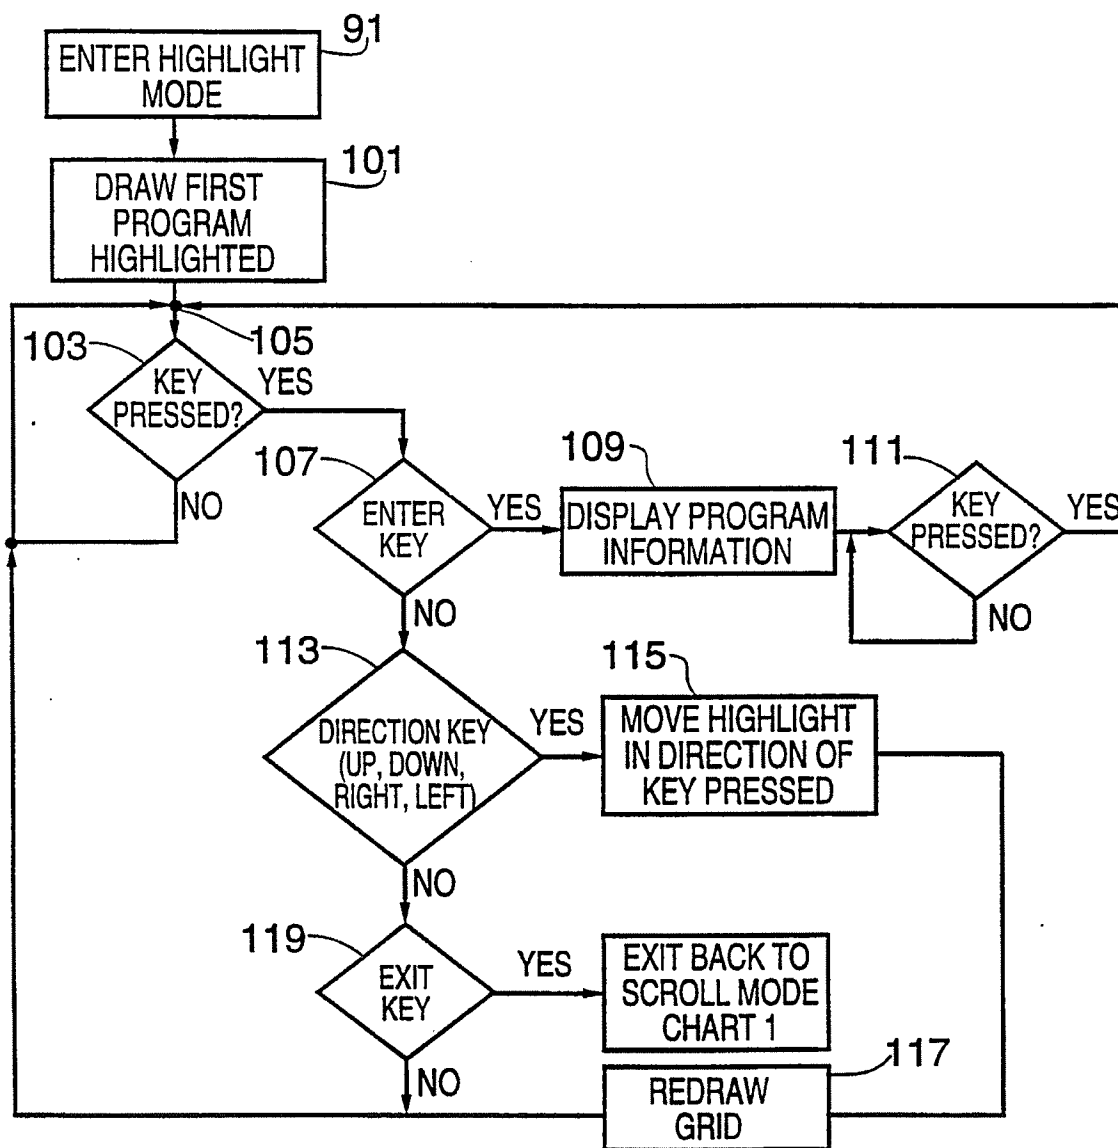 91
ENTER HIGHLIGHT
MODE
101
DRAW FIRST
PROGRAM
HIGHLIGHTED
103
105
KEY
PRESSED?
YES
NO
107
ENTER
KEY
YES
NO
109
DISPLAY PROGRAM
INFORMATION
111
KEY
PRESSED?
YES
NO
113
DIRECTION KEY
(UP, DOWN,
RIGHT, LEFT)
YES
NO
115
MOVE HIGHLIGHT
IN DIRECTION OF
KEY PRESSED
119
EXIT
KEY
YES
NO
EXIT BACK TO
SCROLL MODE
CHART 1
117
REDRAW
GRID